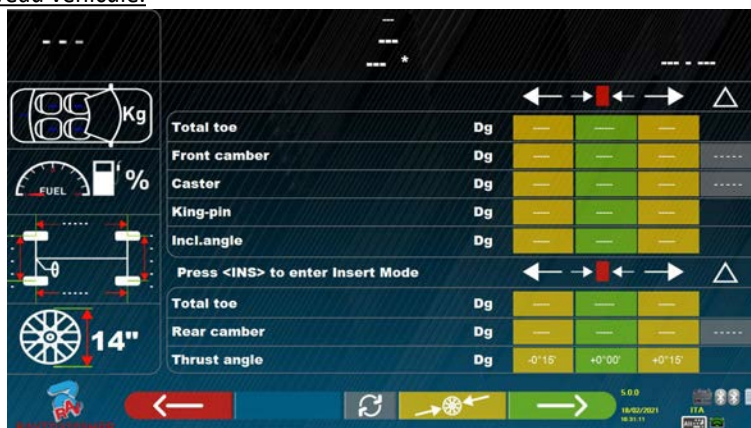 - - -
---
---
--- *
--- - ---
Kg
FUEL
%
Total toe Dg --- --- ---
Front camber Dg --- --- --- -----
Caster Dg --- --- --- -----
King-pin Dg --- --- ---
Incl.angle Dg --- --- ---
Press <INS> to enter Insert Mode
Total toe Dg --- --- ---
Rear camber Dg --- --- --- -----
Thrust angle Dg -0°15' +0°00' +0°15'
14"
RAV
5.0.0
18/02/2021
ITA